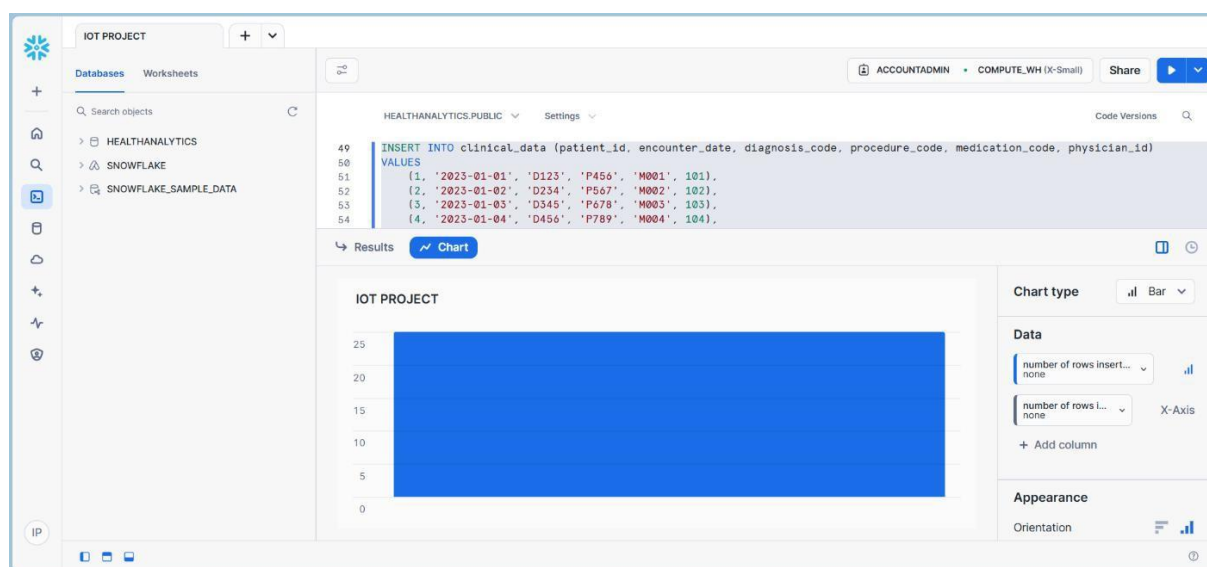 IOT PROJECT
Databases Worksheets
ACCOUNTADMIN • COMPUTE_WH (X-Small) Share
Search objects
HEALTHANALYTICS
SNOWFLAKE
SNOWFLAKE_SAMPLE_DATA
HEALTHANALYTICS.PUBLIC Settings Code Versions
49 INSERT INTO clinical_data (patient_id, encounter_date, diagnosis_code, procedure_code, medication_code, physician_id)
50 VALUES
51 (1, '2023-01-01', 'D123', 'P456', 'M001', 101),
52 (2, '2023-01-02', 'D234', 'P567', 'M002', 102),
53 (3, '2023-01-03', 'D345', 'P678', 'M003', 103),
54 (4, '2023-01-04', 'D456', 'P789', 'M004', 104),
Results Chart
IOT PROJECT
25
20
15
10
5
0
Chart type Bar
Data
number of rows insert...
none
number of rows i... X-Axis
none
+ Add column
Appearance
Orientation
IP